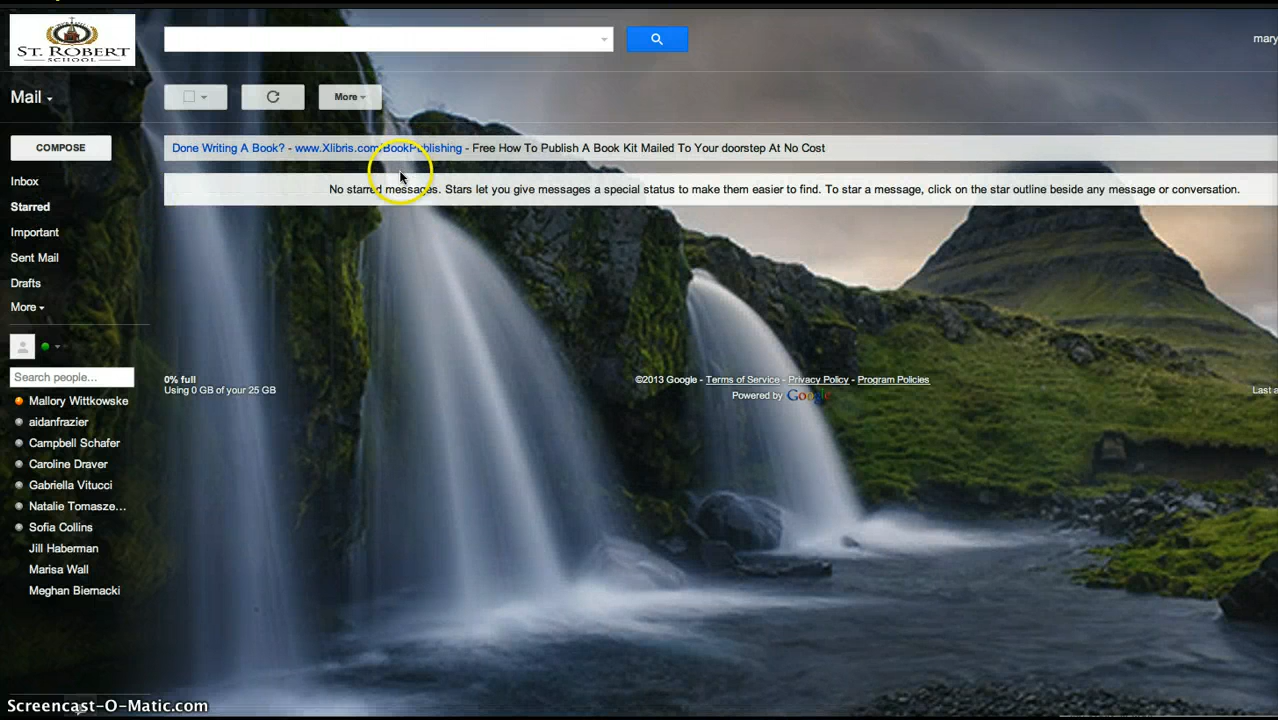 ST. ROBERT
SCHOOL
mary
Mail
More
COMPOSE
Done Writing A Book? - www.Xlibris.com/BookPublishing - Free How To Publish A Book Kit Mailed To Your doorstep At No Cost
Inbox
No starred messages. Stars let you give messages a special status to make them easier to find. To star a message, click on the star outline beside any message or conversation.
Starred
Important
Sent Mail
Drafts
More
Search people...
0% full
Using 0 GB of your 25 GB
©2013 Google - Terms of Service - Privacy Policy - Program Policies
Powered by Google
Last a
Mallory Wittkowske
aidanfrazier
Campbell Schafer
Caroline Draver
Gabriella Vitucci
Natalie Tomasze...
Sofia Collins
Jill Haberman
Marisa Wall
Meghan Biernacki
Screencast-O-Matic.com